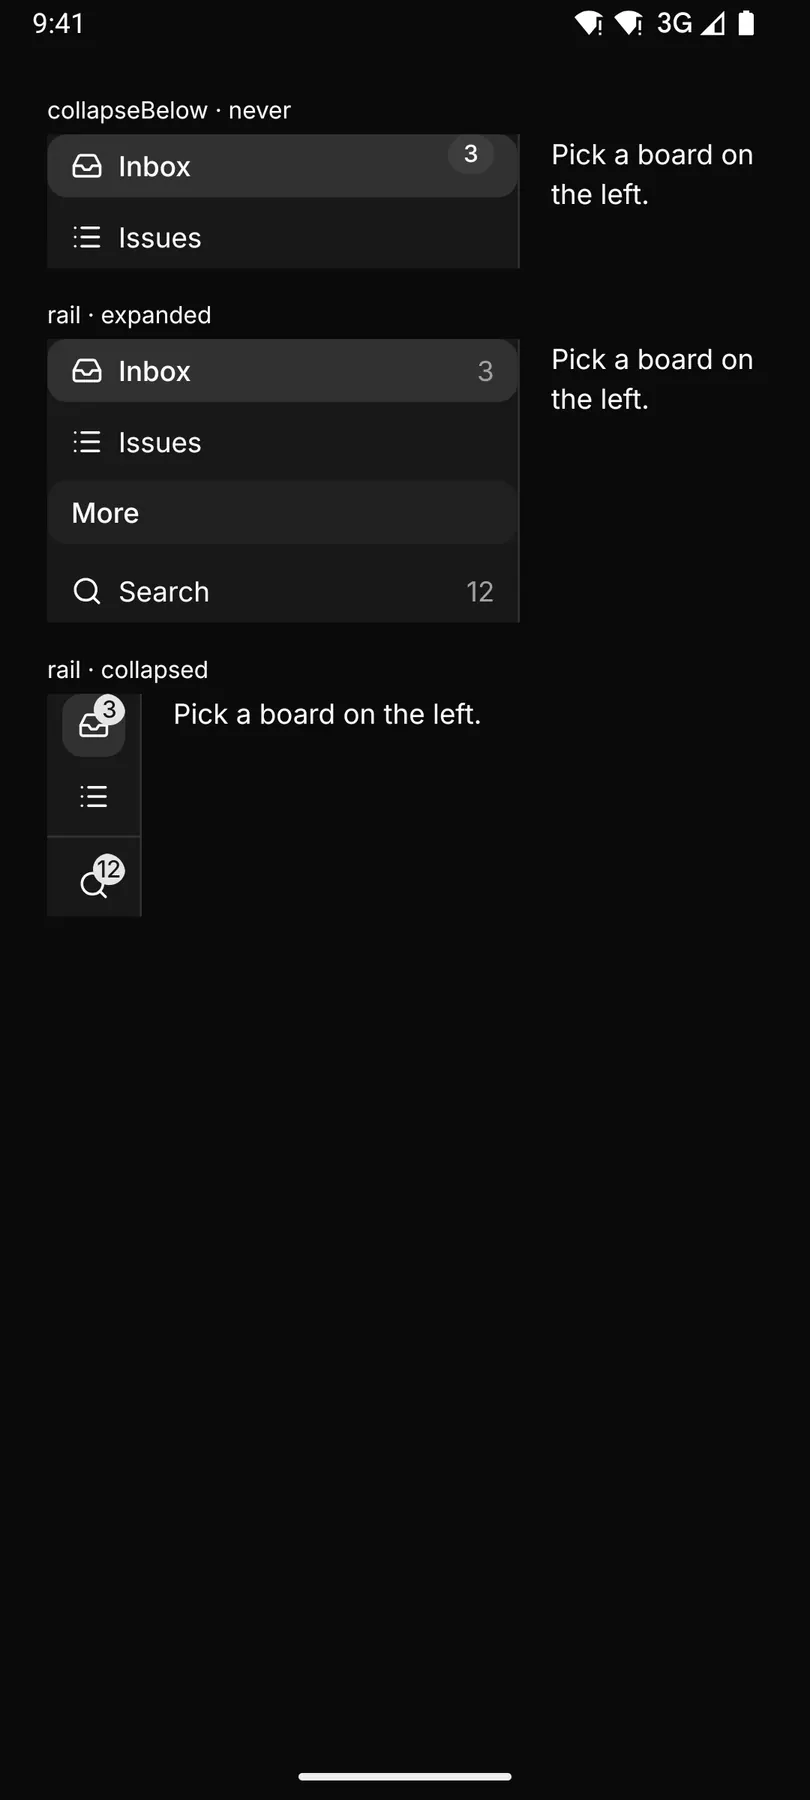 9:41 3G
collapseBelow · never
Inbox 3
Issues
Pick a board on
the left.
rail · expanded
Inbox 3
Issues
More
Search 12
Pick a board on
the left.
rail · collapsed
3
12
Pick a board on the left.